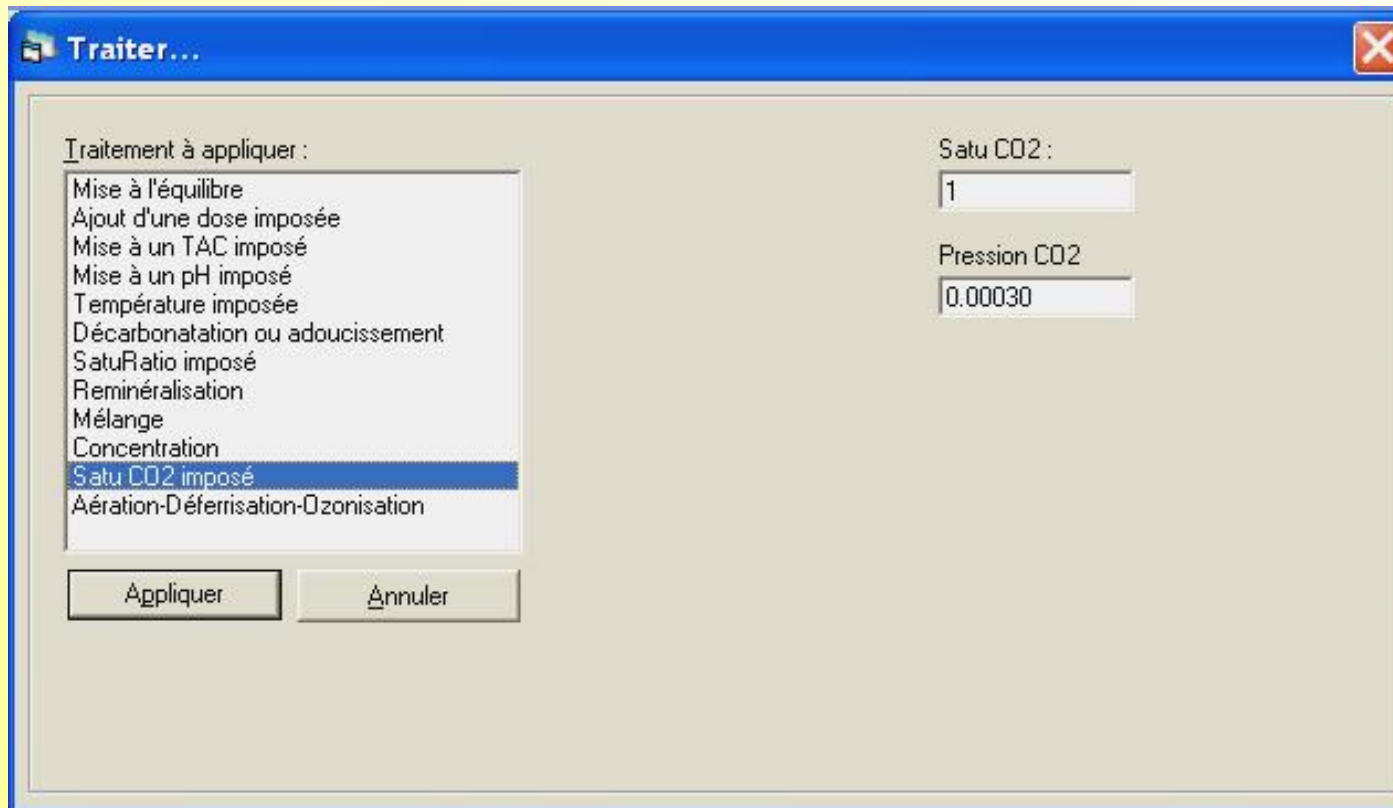 Traiter...
Traitement à appliquer :
Mise à l'équilibre
Ajout d'une dose imposée
Mise à un TAC imposé
Mise à un pH imposé
Température imposée
Décarbonatation ou adoucissement
SatuRatio imposé
Reminéralisation
Mélange
Concentration
Satu CO2 imposé
Aération-Déferrisation-Ozonisation
Appliquer
Annuler
Satu CO2 :
1
Pression CO2
0.00030